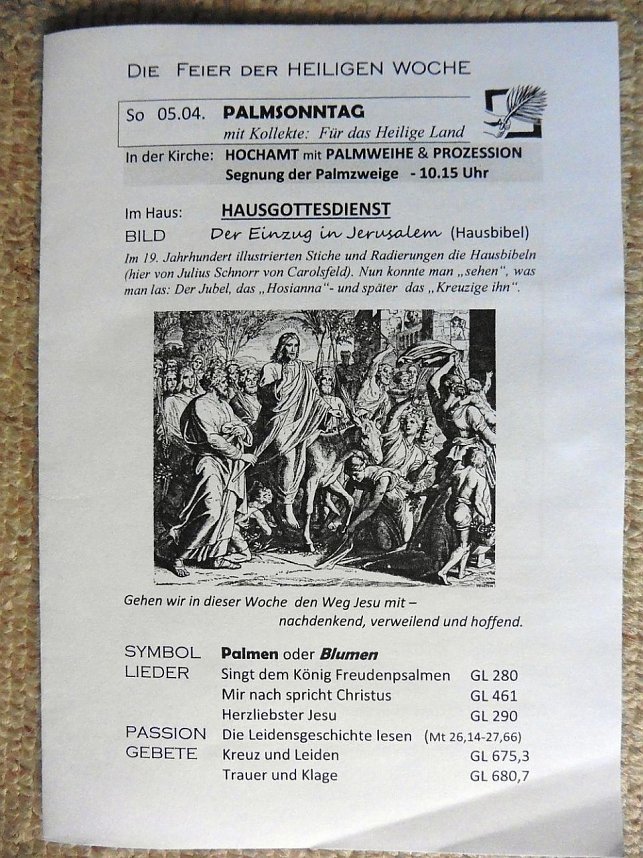 DIE FEIER DER HEILIGEN WOCHE
So 05.04. PALMSONNTAG
mit Kollekte: Für das Heilige Land
In der Kirche: HOCHAMT mit PALMWEIHE & PROZESSION
Segnung der Palmzweige - 10.15 Uhr
Im Haus: HAUSGOTTESDIENST
BILD Der Einzug in Jerusalem (Hausbibel)
Im 19. Jahrhundert illustrierten Stiche und Radierungen die Hausbibeln
(hier von Julius Schnorr von Carolsfeld). Nun konnte man „sehen", was
man las: Der Jubel, das „Hosianna"- und später das „Kreuzige ihn".
Gehen wir in dieser Woche den Weg Jesu mit –
nachdenkend, verweilend und hoffend.
SYMBOL Palmen oder Blumen
LIEDER Singt dem König Freudenpsalmen GL 280
Mir nach spricht Christus GL 461
Herzliebster Jesu GL 290
PASSION Die Leidensgeschichte lesen (Mt 26,14-27,66)
GEBETE Kreuz und Leiden GL 675,3
Trauer und Klage GL 680,7